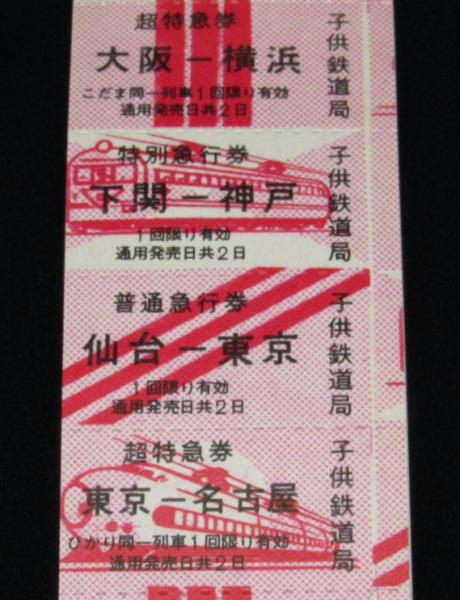 超特急券
大阪－横浜
こだま同一列車1回限り有効
通用発売日共2日
子供鉄道局
特別急行券
下関－神戸
1回限り有効
通用発売日共2日
子供鉄道局
普通急行券
仙台－東京
1回限り有効
通用発売日共2日
子供鉄道局
超特急券
東京－名古屋
ひかり同一列車1回限り有効
通用発売日共2日
子供鉄道局